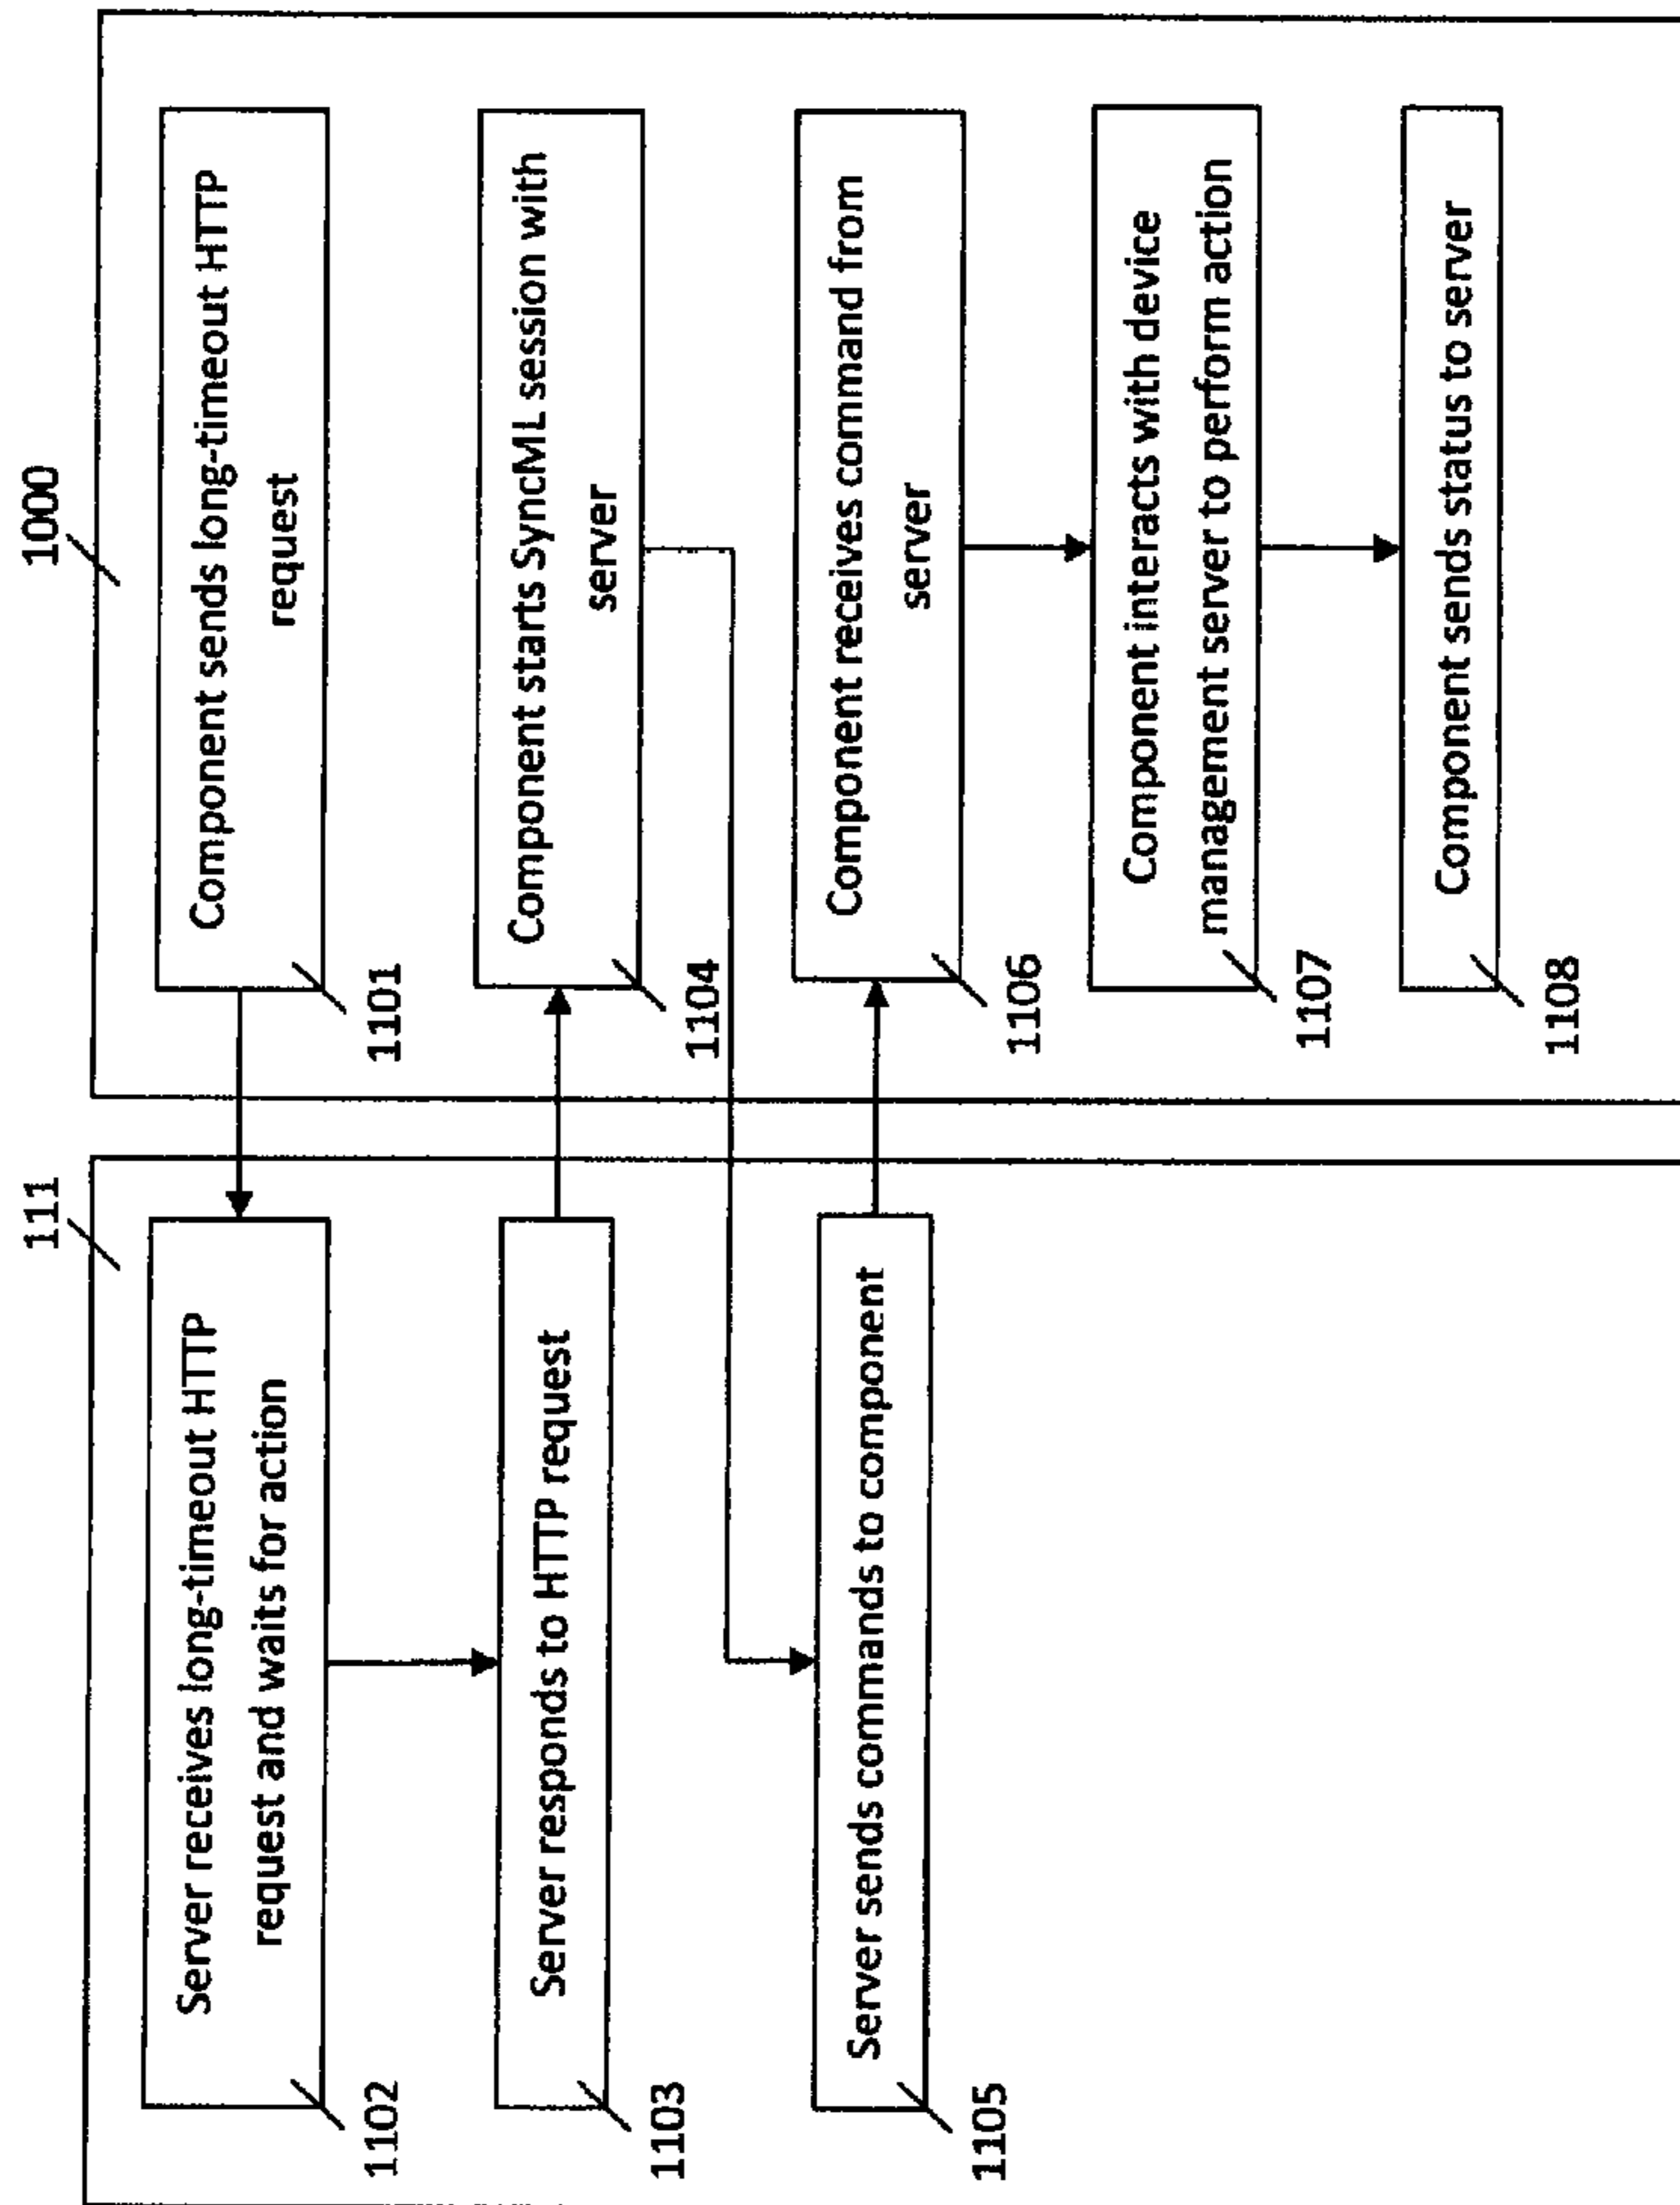 111
Server receives long-timeout HTTP
request and waits for action
1102
Server responds to HTTP request
1103
Server sends commands to component
1105
1000
Component sends long-timeout HTTP
request
1101
Component starts SyncML session with
server
1104
Component receives command from
server
1106
Component interacts with device
management server to perform action
1107
Component sends status to server
1108